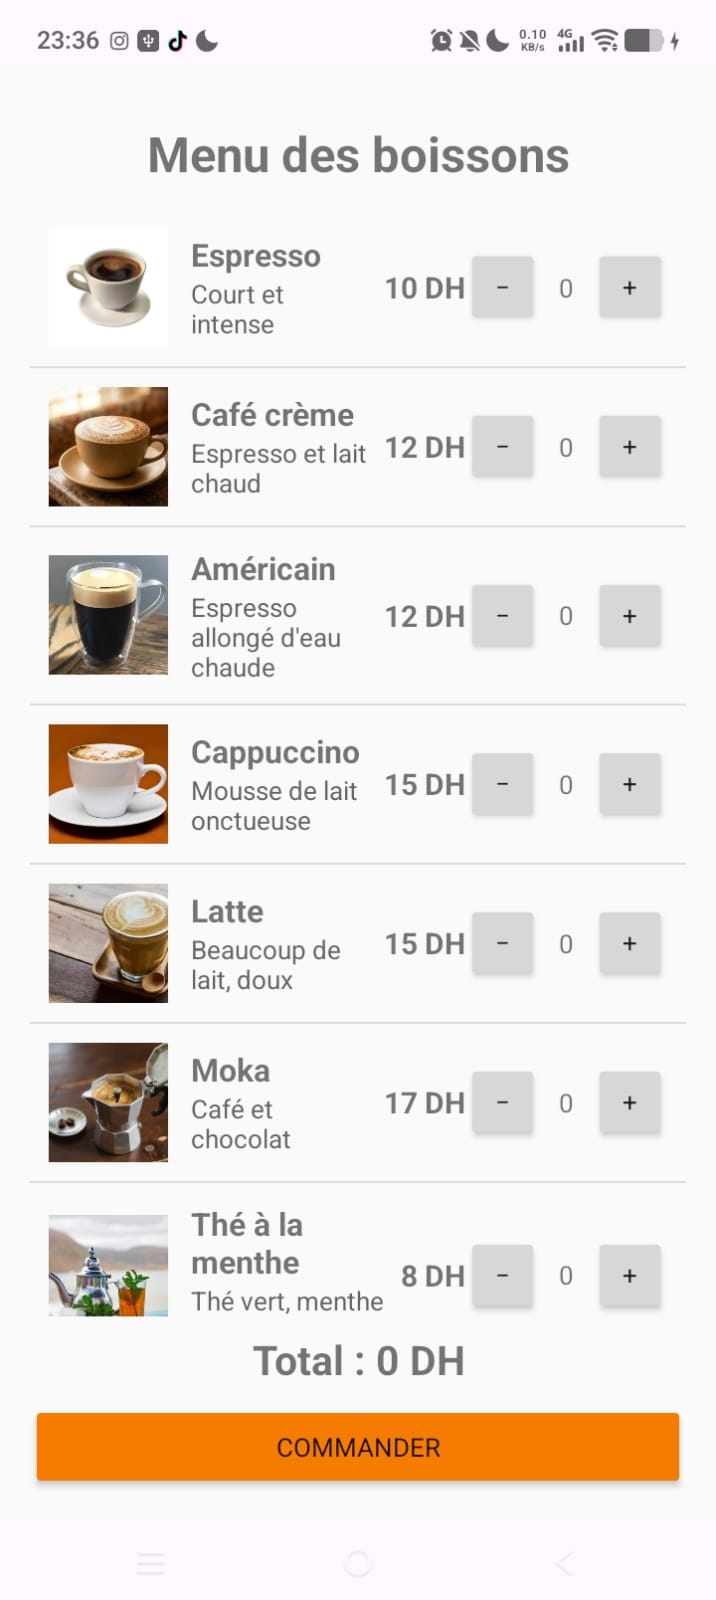 23:36 0.10 KB/s 4G
Menu des boissons
Espresso
Court et
intense
10 DH − 0 +
Café crème
Espresso et lait
chaud
12 DH − 0 +
Américain
Espresso
allongé d'eau
chaude
12 DH − 0 +
Cappuccino
Mousse de lait
onctueuse
15 DH − 0 +
Latte
Beaucoup de
lait, doux
15 DH − 0 +
Moka
Café et
chocolat
17 DH − 0 +
Thé à la
menthe
Thé vert, menthe
8 DH − 0 +
Total : 0 DH
COMMANDER